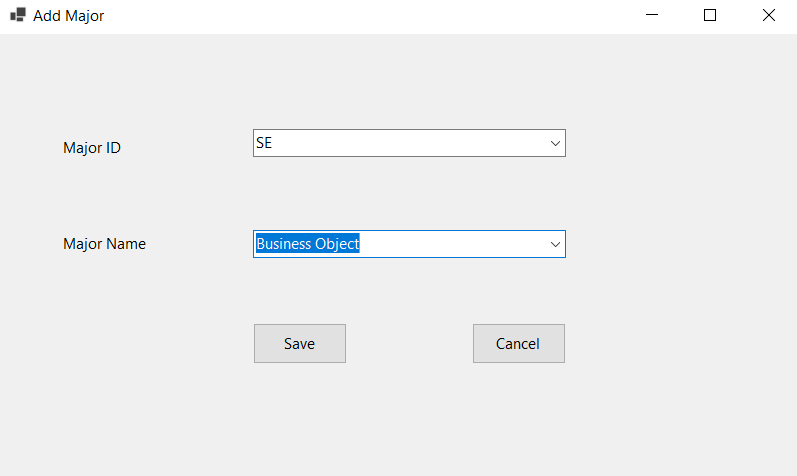 Add Major
Major ID
SE
Major Name
Business Object
Save
Cancel